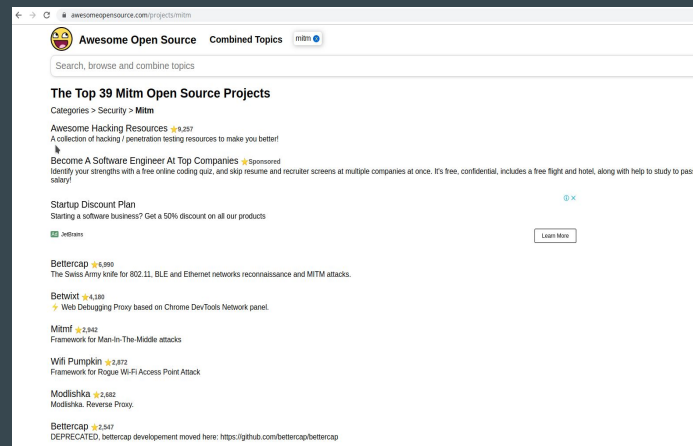 awesomeopensource.com/projects/mitm
Awesome Open Source Combined Topics mitm x
Search, browse and combine topics
The Top 39 Mitm Open Source Projects
Categories > Security > Mitm
Awesome Hacking Resources ⭐9,257
A collection of hacking / penetration testing resources to make you better!
Become A Software Engineer At Top Companies ⭐Sponsored
Identify your strengths with a free online coding quiz, and skip resume and recruiter screens at multiple companies at once. It's free, confidential, includes a free flight and hotel, along with help to study to pas
salary!
Startup Discount Plan
Starting a software business? Get a 50% discount on all our products
Ad JetBrains
Learn More
Bettercap ⭐6,990
The Swiss Army knife for 802.11, BLE and Ethernet networks reconnaissance and MITM attacks.
Betwixt ⭐4,180
⚡ Web Debugging Proxy based on Chrome DevTools Network panel.
Mitmf ⭐2,942
Framework for Man-In-The-Middle attacks
Wifi Pumpkin ⭐2,872
Framework for Rogue Wi-Fi Access Point Attack
Modlishka ⭐2,682
Modlishka. Reverse Proxy.
Bettercap ⭐2,547
DEPRECATED, bettercap developement moved here: https://github.com/bettercap/bettercap